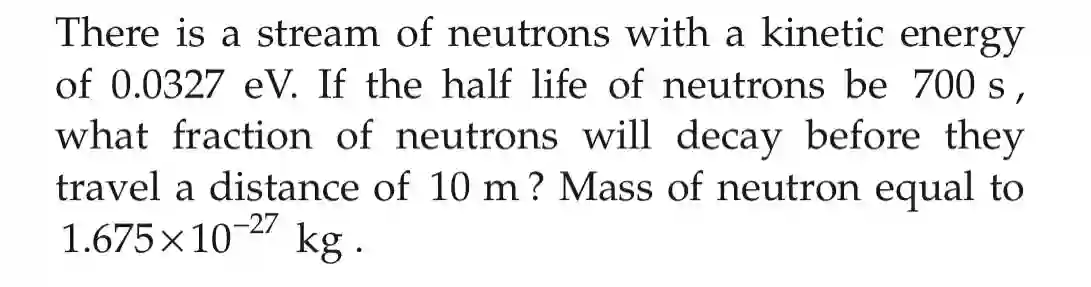 There is a stream of neutrons with a kinetic energy
of 0.0327 eV. If the half life of neutrons be 700 s,
what fraction of neutrons will decay before they
travel a distance of 10 m? Mass of neutron equal to
1.675×10⁻²⁷ kg.